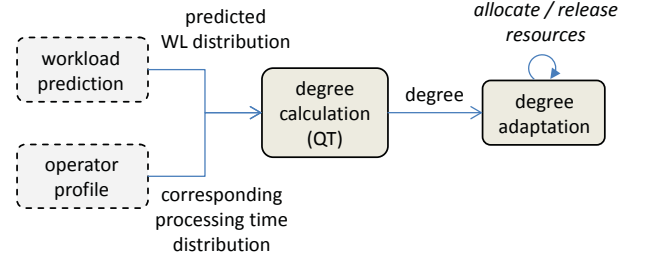 predicted
WL distribution
allocate / release
resources
workload
prediction
degree
calculation
(QT)
degree
degree
adaptation
operator
profile
corresponding
processing time
distribution